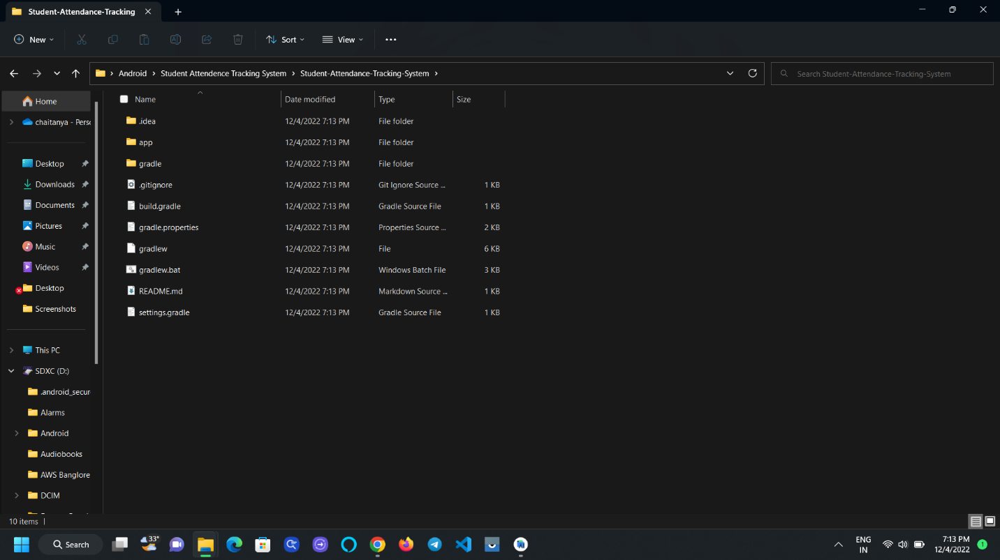 Student-Attendance-Tracking
New
Sort
View
Android > Student Attendence Tracking System > Student-Attendance-Tracking-System >
Search Student-Attendance-Tracking-System
Home
chaitanya - Perso
Desktop
Downloads
Documents
Pictures
Music
Videos
Desktop
Screenshots
This PC
SDXC (D:)
.android_secur
Alarms
Android
Audiobooks
AWS Banglore
DCIM
Name Date modified Type Size
.idea 12/4/2022 7:13 PM File folder
app 12/4/2022 7:13 PM File folder
gradle 12/4/2022 7:13 PM File folder
.gitignore 12/4/2022 7:13 PM Git Ignore Source ... 1 KB
build.gradle 12/4/2022 7:13 PM Gradle Source File 1 KB
gradle.properties 12/4/2022 7:13 PM Properties Source ... 2 KB
gradlew 12/4/2022 7:13 PM File 6 KB
gradlew.bat 12/4/2022 7:13 PM Windows Batch File 3 KB
README.md 12/4/2022 7:13 PM Markdown Source ... 1 KB
settings.gradle 12/4/2022 7:13 PM Gradle Source File 1 KB
10 items
Search
33°
ENG
IN
7:13 PM
12/4/2022
1